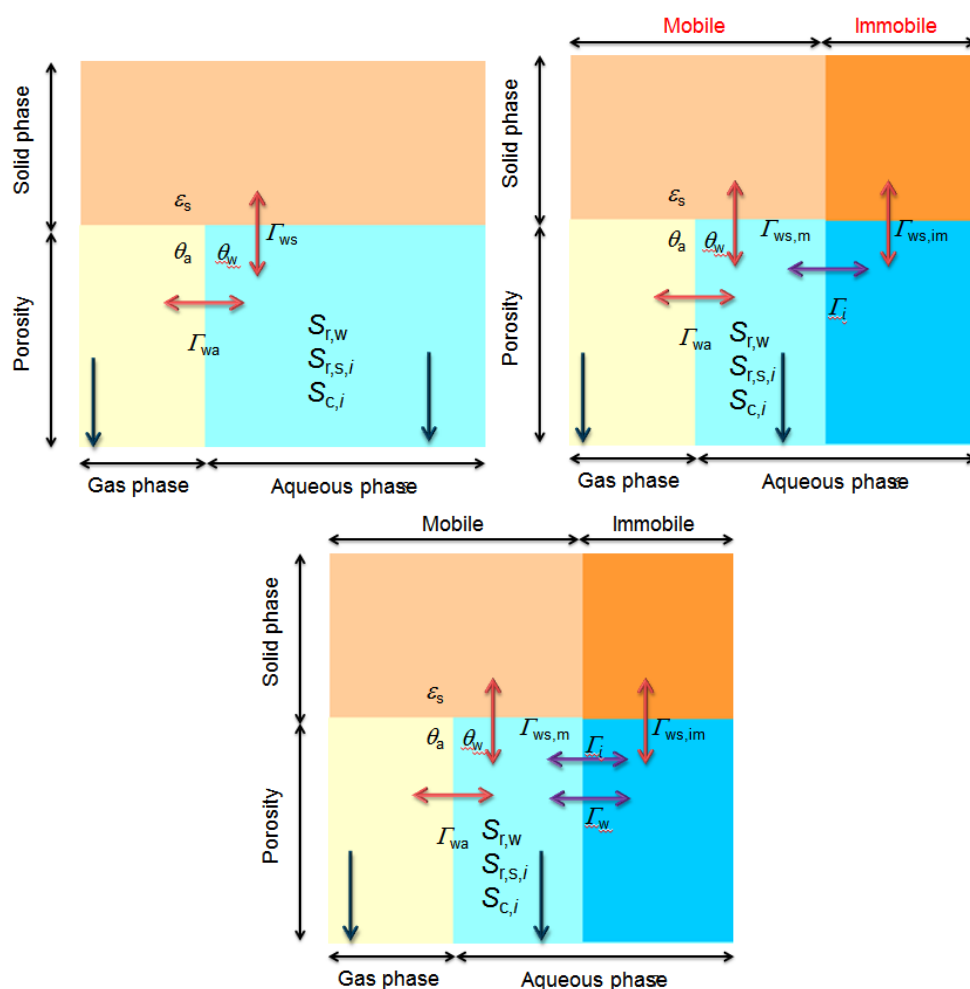 Solid phase
Porosity
εs
θa
θw
Γws
Γwa
Sr,w
Sr,s,i
Sc,i
Gas phase
Aqueous phase
Mobile
Immobile
Solid phase
Porosity
εs
θa
θw
Γws,m
Γws,im
Γi
Γwa
Sr,w
Sr,s,i
Sc,i
Gas phase
Aqueous phase
Mobile
Immobile
Solid phase
Porosity
εs
θa
θw
Γws,m
Γi
Γws,im
Γw
Γwa
Sr,w
Sr,s,i
Sc,i
Gas phase
Aqueous phase